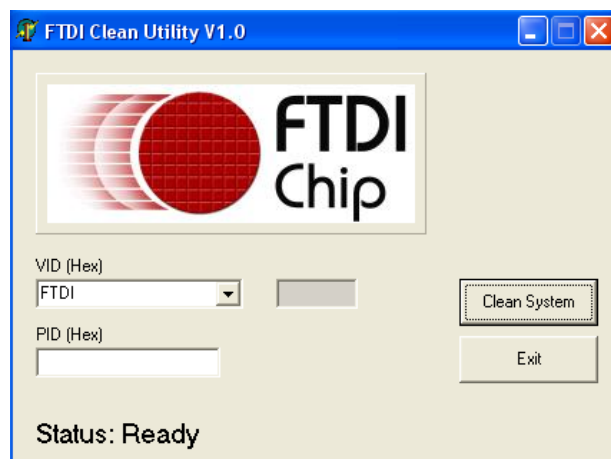 FTDI Clean Utility V1.0
FTDI
Chip
VID (Hex)
FTDI
Clean System
PID (Hex)
Exit
Status: Ready